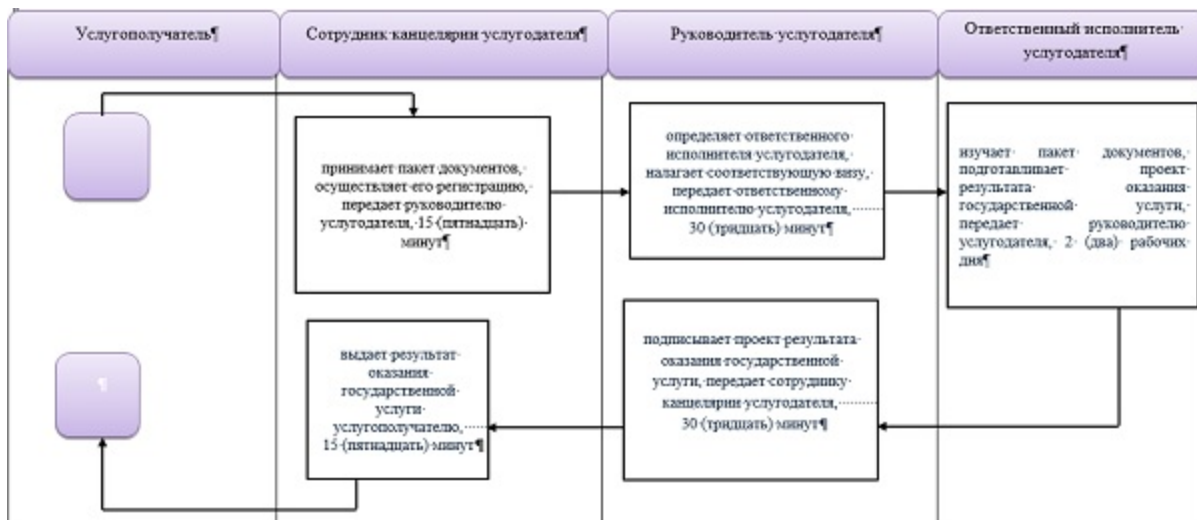 Услугополучатель¶
Сотрудник·канцелярии·услугодателя¶
Руководитель·услугодателя¶
Ответственный·исполнитель·
услугодателя¶
принимает·пакет·документов,·
осуществляет·его·регистрацию,·
передает·руководителю·
услугодателя,·15·(пятнадцать)·
минут¶
определяет·ответственного·
исполнителя·услугодателя,·
налагает·соответствующую·визу,·
передает·ответственному·
исполнителю·услугодателя,
30·(тридцать)·минут¶
изучает· пакет· документов,·
подготавливает· проект·
результата· оказания·
государственной· услуги,·
передает· руководителю·
услугодателя,· 2· (два)· рабочих·
дня¶
выдает·результат·
оказания·
государственной·
услуги·
услугополучателю,
15·(пятнадцать)·минут¶
подписывает·проект·результата·
оказания·государственной·
услуги,·передает·сотруднику·
канцелярии·услугодателя,
30·(тридцать)·минут¶
¶